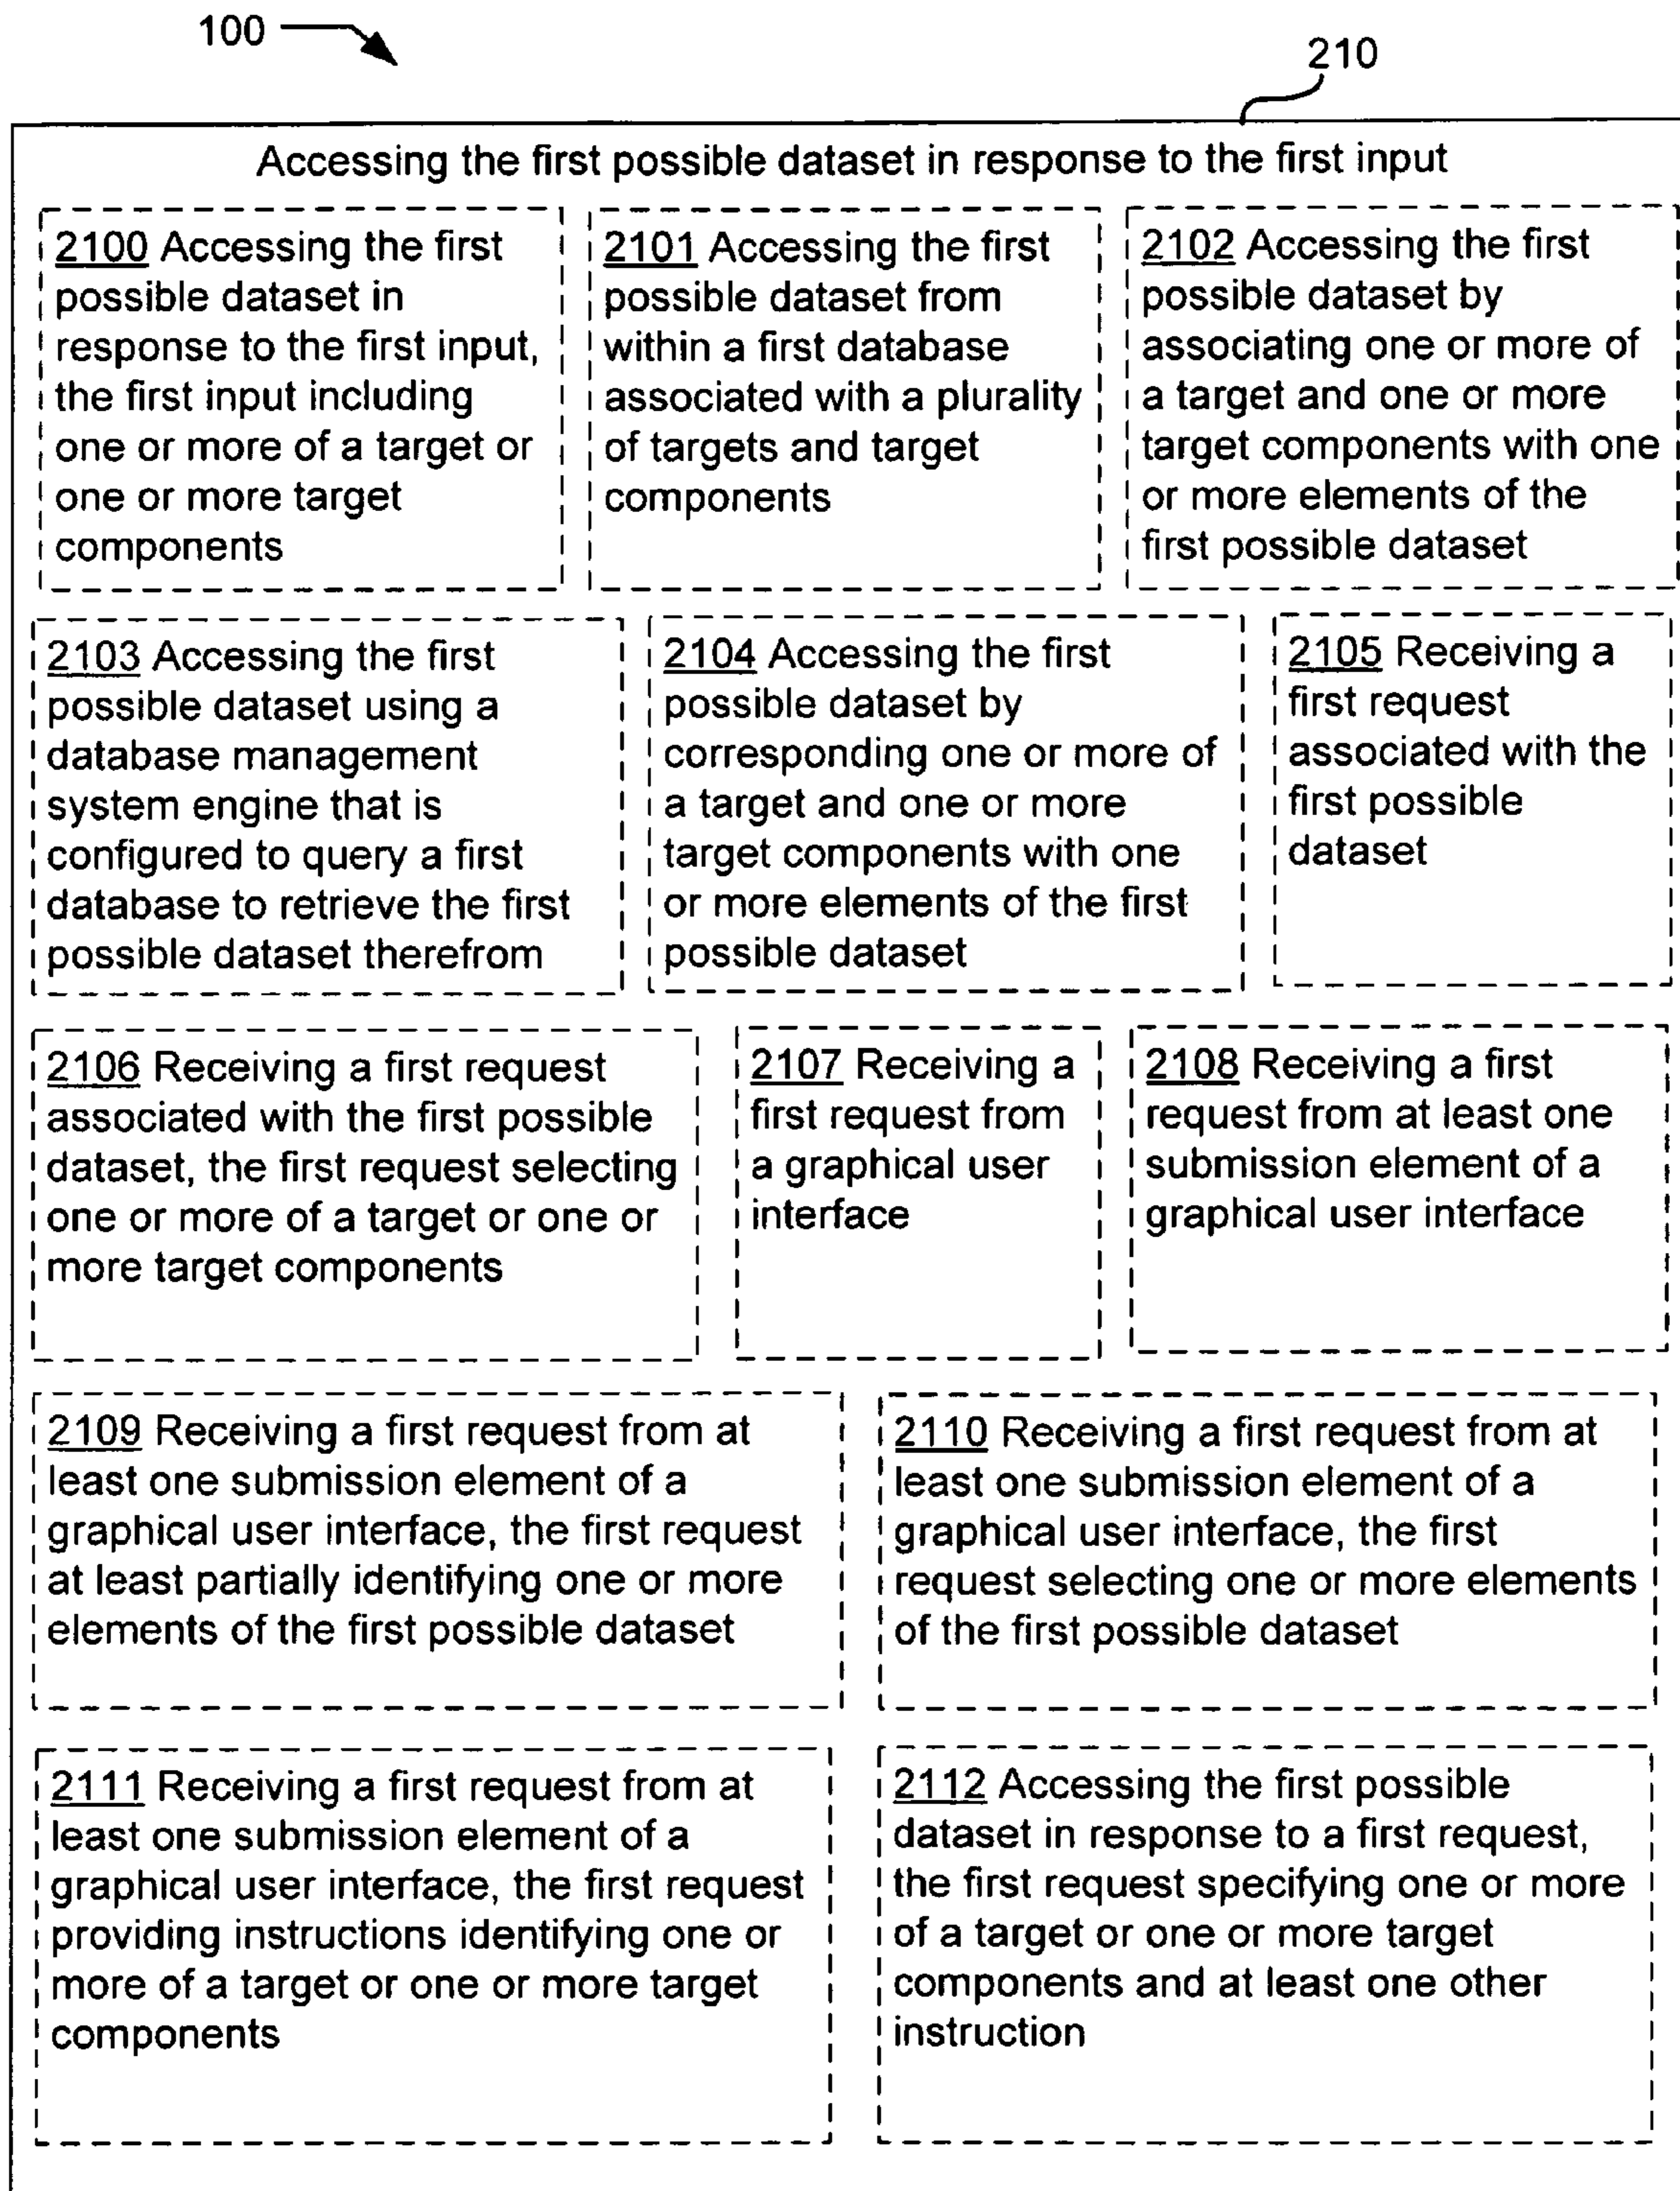 100
210
Accessing the first possible dataset in response to the first input
2100 Accessing the first
possible dataset in
response to the first input,
the first input including
one or more of a target or
one or more target
components
2101 Accessing the first
possible dataset from
within a first database
associated with a plurality
of targets and target
components
2102 Accessing the first
possible dataset by
associating one or more of
a target and one or more
target components with one
or more elements of the
first possible dataset
2103 Accessing the first
possible dataset using a
database management
system engine that is
configured to query a first
database to retrieve the first
possible dataset therefrom
2104 Accessing the first
possible dataset by
corresponding one or more of
a target and one or more
target components with one
or more elements of the first
possible dataset
2105 Receiving a
first request
associated with the
first possible
dataset
2106 Receiving a first request
associated with the first possible
dataset, the first request selecting
one or more of a target or one or
more target components
2107 Receiving a
first request from
a graphical user
interface
2108 Receiving a first
request from at least one
submission element of a
graphical user interface
2109 Receiving a first request from at
least one submission element of a
graphical user interface, the first request
at least partially identifying one or more
elements of the first possible dataset
2110 Receiving a first request from at
least one submission element of a
graphical user interface, the first
request selecting one or more elements
of the first possible dataset
2111 Receiving a first request from at
least one submission element of a
graphical user interface, the first request
providing instructions identifying one or
more of a target or one or more target
components
2112 Accessing the first possible
dataset in response to a first request,
the first request specifying one or more
of a target or one or more target
components and at least one other
instruction